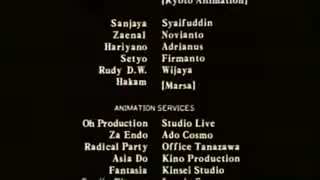 [Kyoto Animation]
Sanjaya Syaifuddin
Zaenal Novianto
Hariyano Adrianus
Setyo Firmanto
Rudy D.W. Wijaya
Hakam [Marsa]
ANIMATION SERVICES
Oh Production Studio Live
Za Endo Ado Cosmo
Radical Party Office Tanazawa
Asia Do Kino Production
Fantasia Kinsei Studio